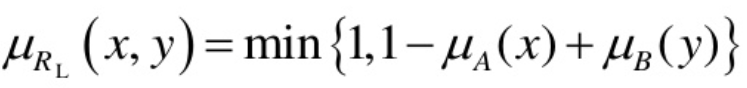 μ_{R_L}(x, y) = min{1,1 − μ_A(x) + μ_B(y)}